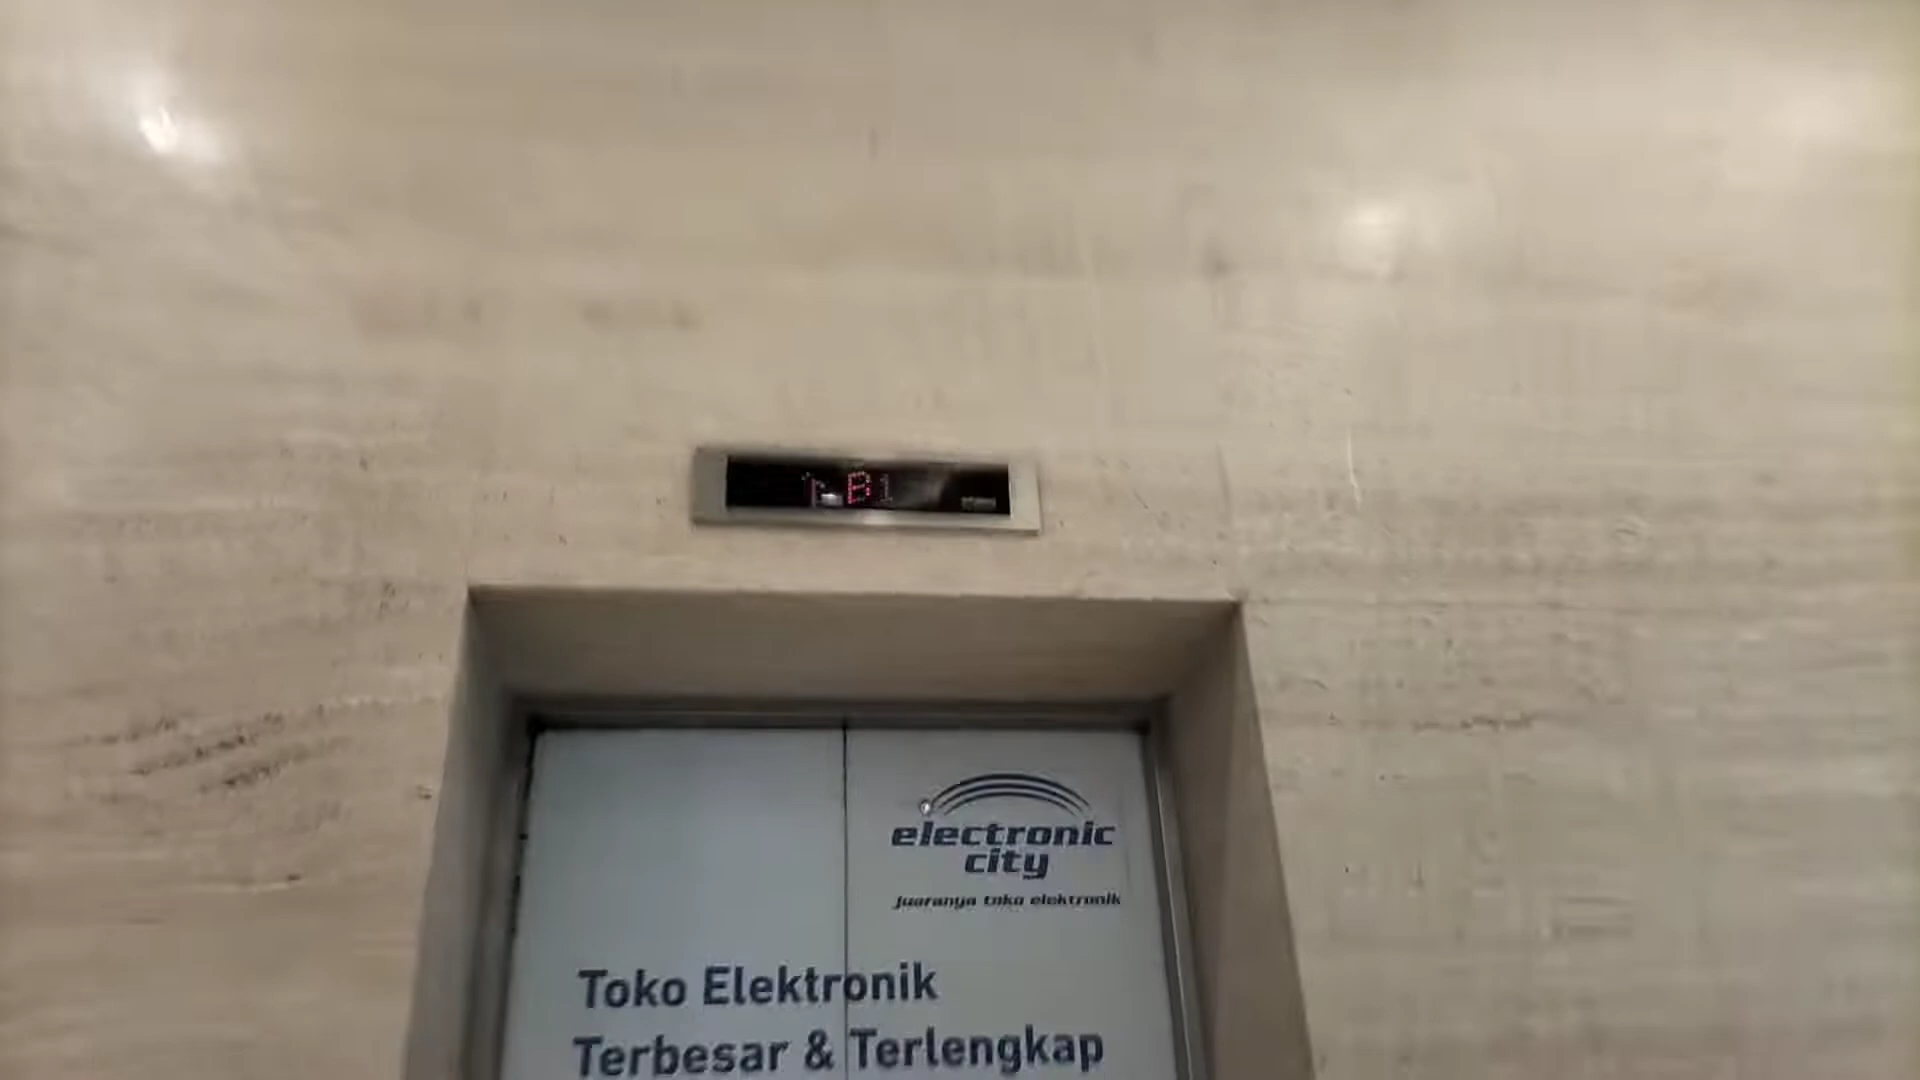 B1
electronic
city
juaranya toko elektronik
Toko Elektronik
Terbesar & Terlengkap